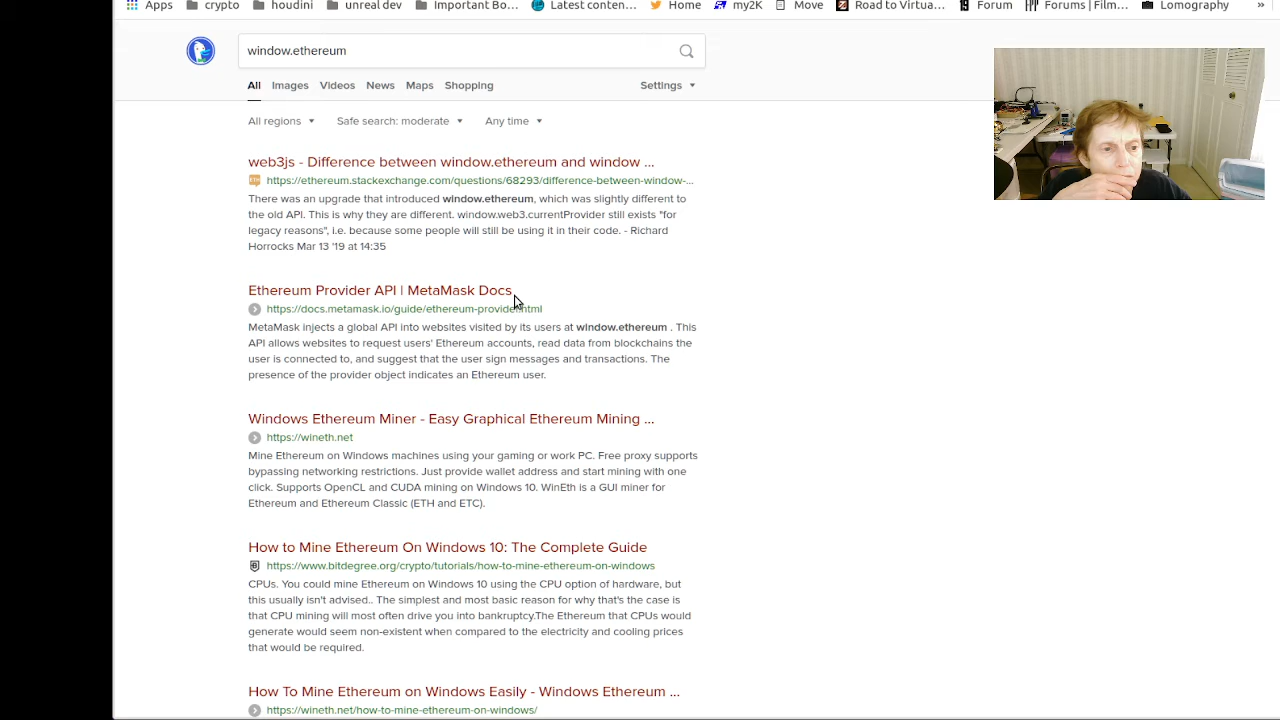 Apps crypto houdini unreal dev Important Bo... Latest conten... Home my2K Move Road to Virtua... Forum Forums | Film... Lomography »
window.ethereum
All Images Videos News Maps Shopping Settings
All regions Safe search: moderate Any time
web3js - Difference between window.ethereum and window ...
https://ethereum.stackexchange.com/questions/68293/difference-between-window-...
There was an upgrade that introduced window.ethereum, which was slightly different to
the old API. This is why they are different. window.web3.currentProvider still exists "for
legacy reasons", i.e. because some people will still be using it in their code. - Richard
Horrocks Mar 13 '19 at 14:35
Ethereum Provider API | MetaMask Docs
https://docs.metamask.io/guide/ethereum-provider.html
MetaMask injects a global API into websites visited by its users at window.ethereum . This
API allows websites to request users' Ethereum accounts, read data from blockchains the
user is connected to, and suggest that the user sign messages and transactions. The
presence of the provider object indicates an Ethereum user.
Windows Ethereum Miner - Easy Graphical Ethereum Mining ...
https://wineth.net
Mine Ethereum on Windows machines using your gaming or work PC. Free proxy supports
bypassing networking restrictions. Just provide wallet address and start mining with one
click. Supports OpenCL and CUDA mining on Windows 10. WinEth is a GUI miner for
Ethereum and Ethereum Classic (ETH and ETC).
How to Mine Ethereum On Windows 10: The Complete Guide
https://www.bitdegree.org/crypto/tutorials/how-to-mine-ethereum-on-windows
CPUs. You could mine Ethereum on Windows 10 using the CPU option of hardware, but
this usually isn't advised.. The simplest and most basic reason for why that's the case is
that CPU mining will most often drive you into bankruptcy.The Ethereum that CPUs would
generate would seem non-existent when compared to the electricity and cooling prices
that would be required.
How To Mine Ethereum on Windows Easily - Windows Ethereum ...
https://wineth.net/how-to-mine-ethereum-on-windows/